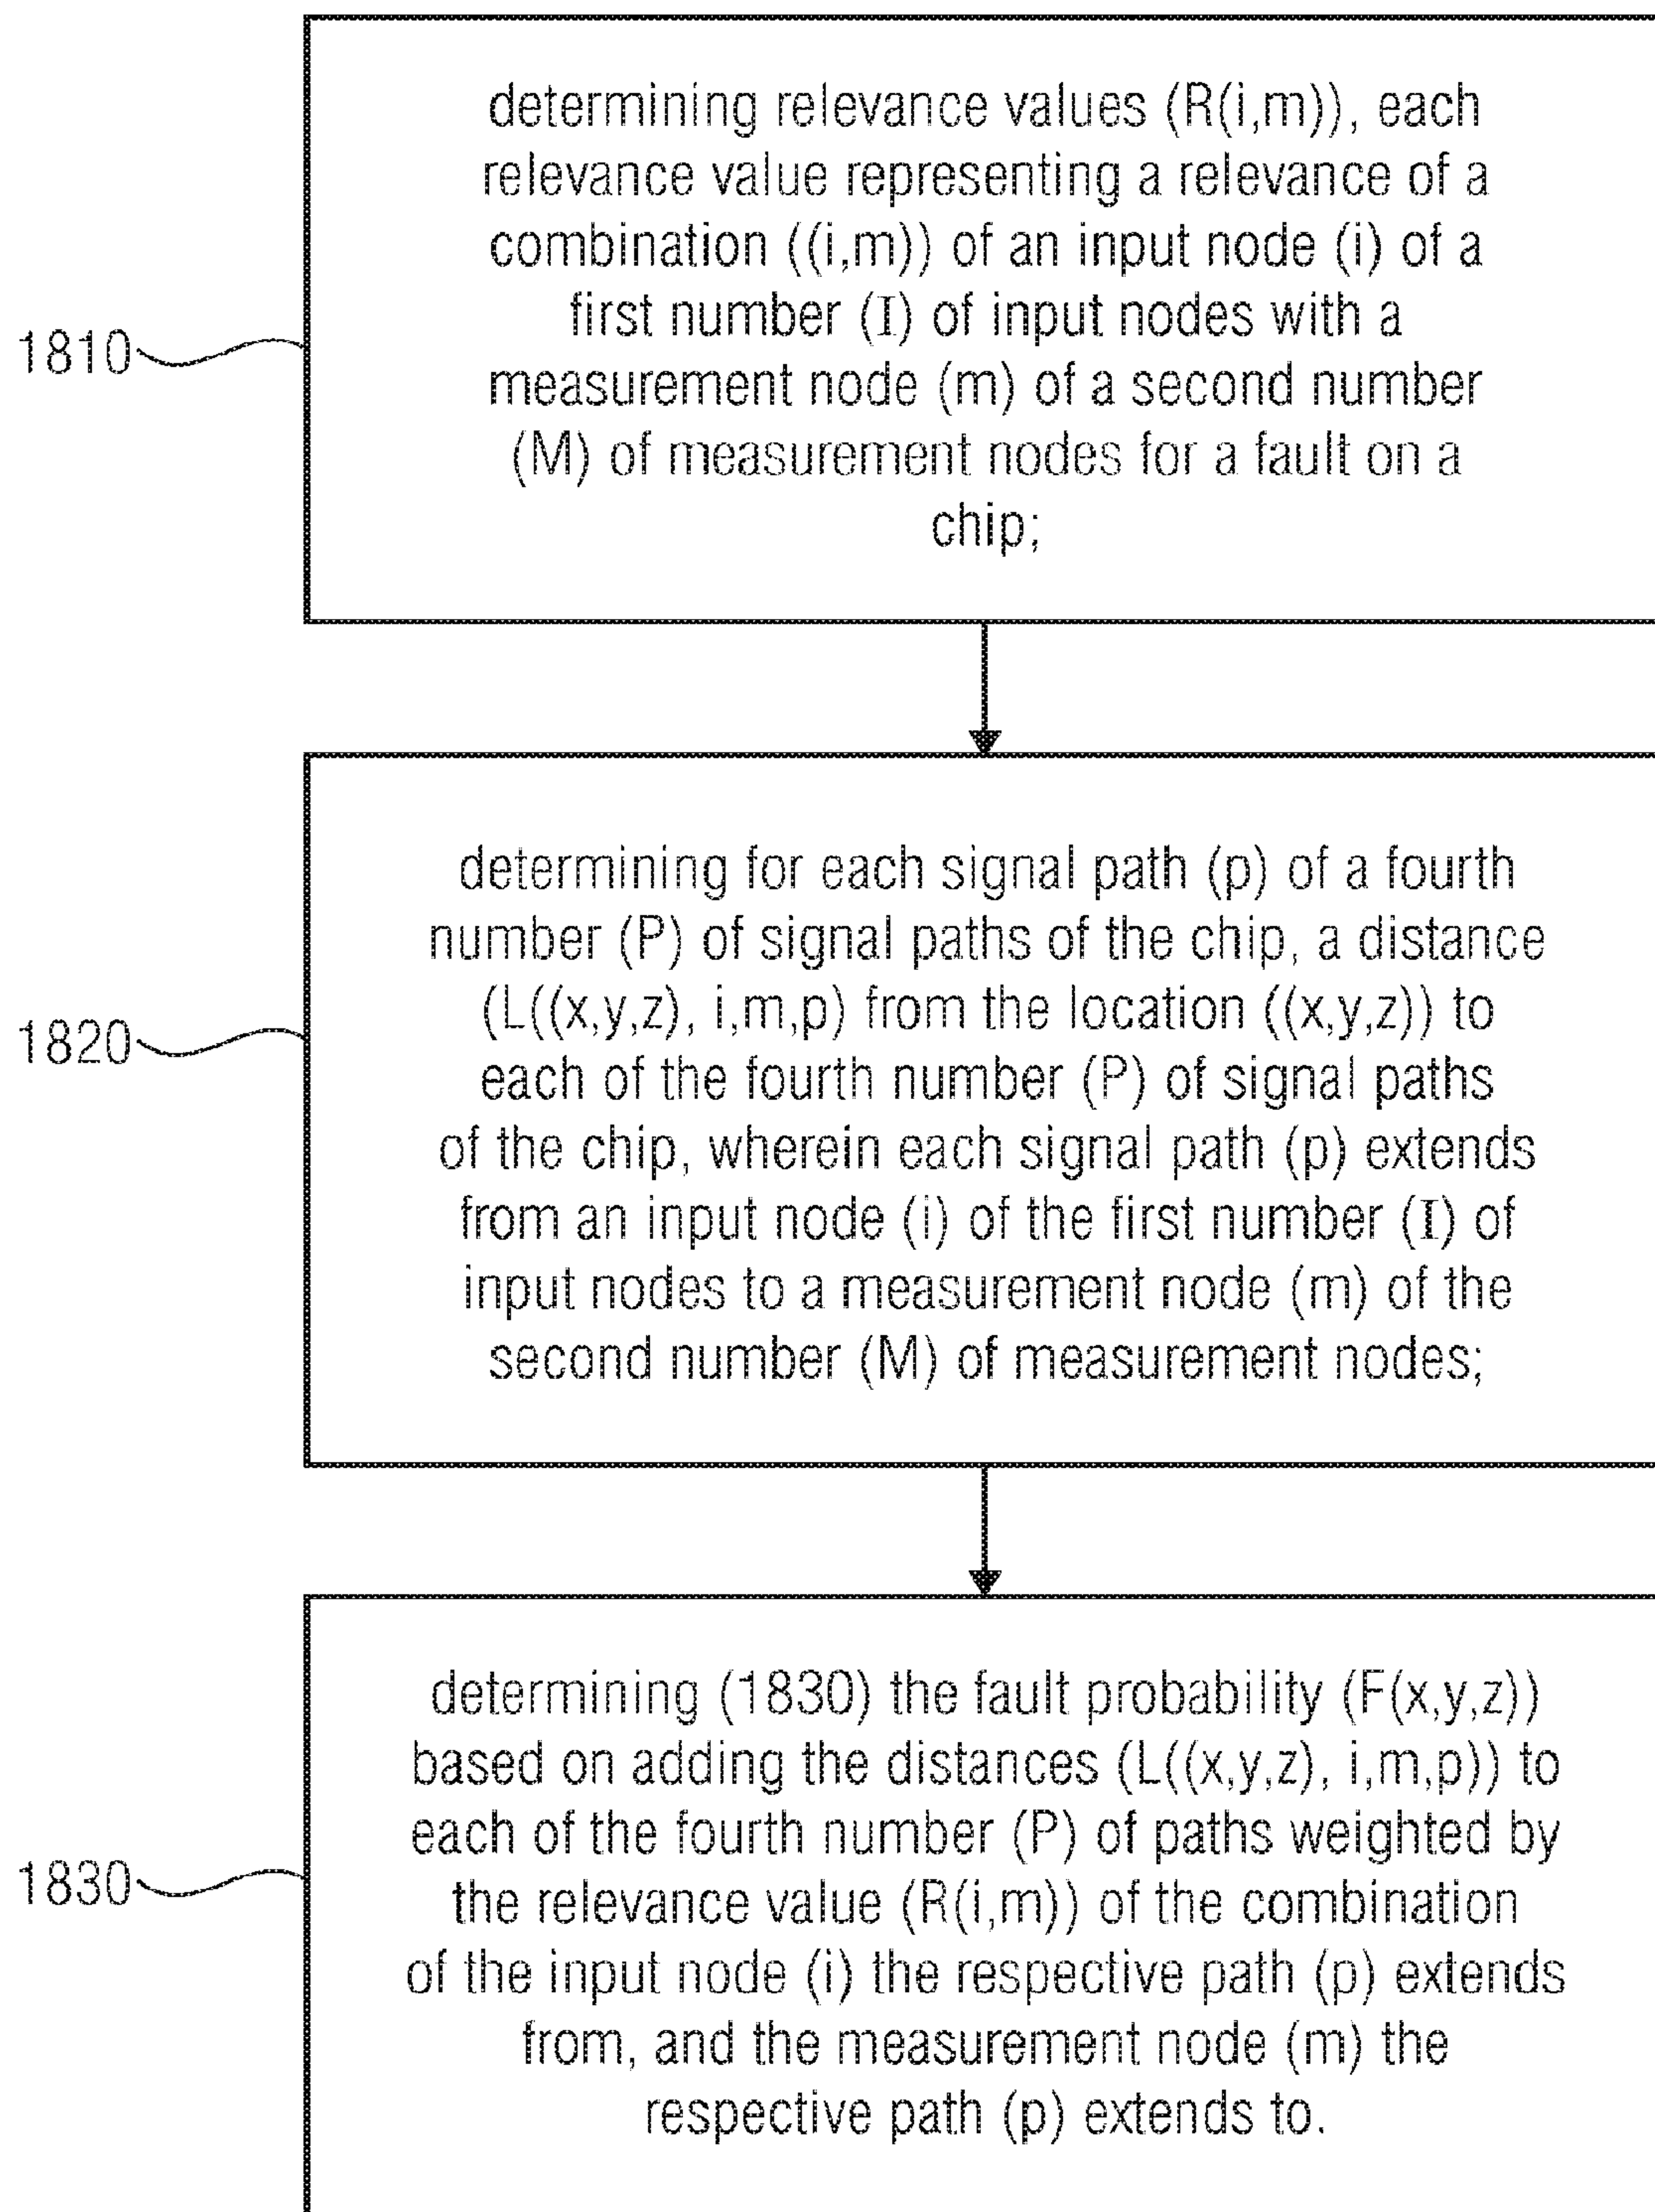 determining relevance values (R(i,m)), each
relevance value representing a relevance of a
combination ((i,m)) of an input node (i) of a
first number (I) of input nodes with a
1810
measurement node (m) of a second number
(M) of measurement nodes for a fault on a
chip;
determining for each signal path (p) of a fourth
number (P) of signal paths of the chip, a distance
(L((x,y,z), i,m,p) from the location ((x,y,z)) to
1820
each of the fourth number (P) of signal paths
of the chip, wherein each signal path (p) extends
from an input node (i) of the first number (I) of
input nodes to a measurement node (m) of the
second number (M) of measurement nodes;
determining (1830) the fault probability (F(x,y,z))
based on adding the distances (L((x,y,z), i,m,p)) to
each of the fourth number (P) of paths weighted by
1830
the relevance value (R(i,m)) of the combination
of the input node (i) the respective path (p) extends
from, and the measurement node (m) the
respective path (p) extends to.